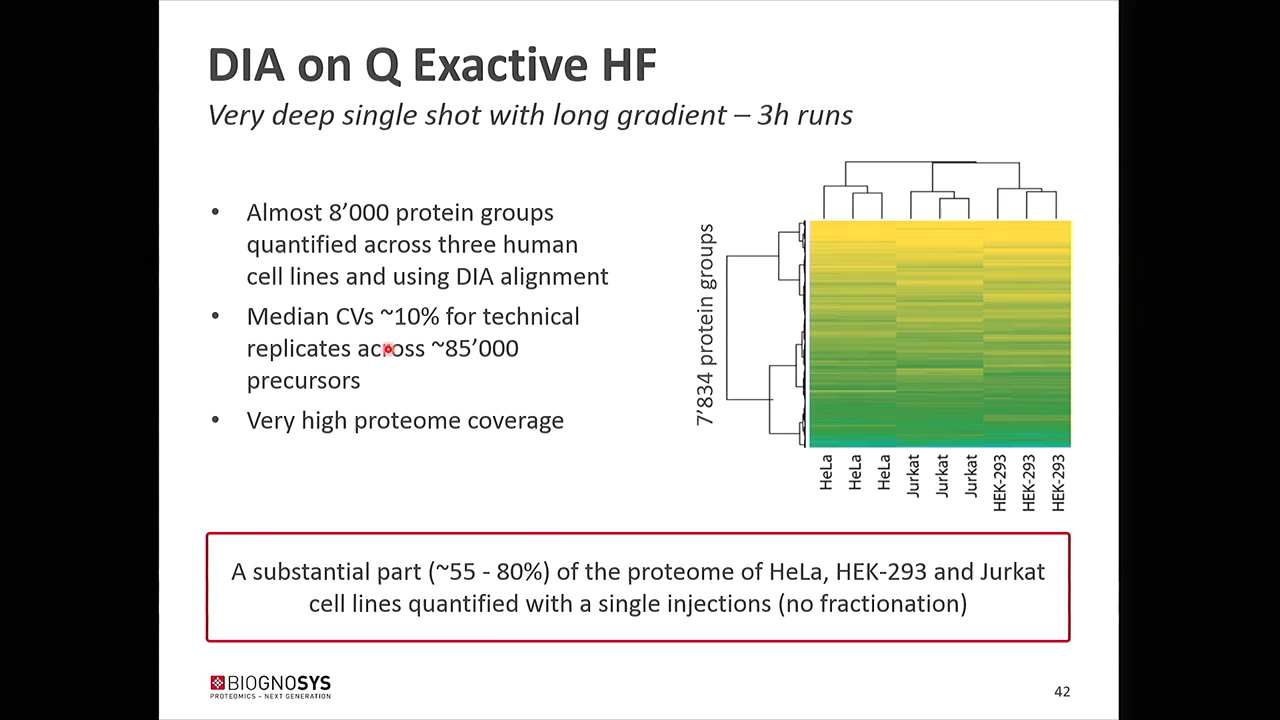 DIA on Q Exactive HF
Very deep single shot with long gradient – 3h runs
• Almost 8’000 protein groups
quantified across three human
cell lines and using DIA alignment
• Median CVs ~10% for technical
replicates across ~85’000
precursors
• Very high proteome coverage
7’834 protein groups
HeLa
HeLa
HeLa
Jurkat
Jurkat
Jurkat
HEK-293
HEK-293
HEK-293
A substantial part (~55 - 80%) of the proteome of HeLa, HEK-293 and Jurkat
cell lines quantified with a single injections (no fractionation)
BIOGNOSYS
PROTEOMICS – NEXT GENERATION
42